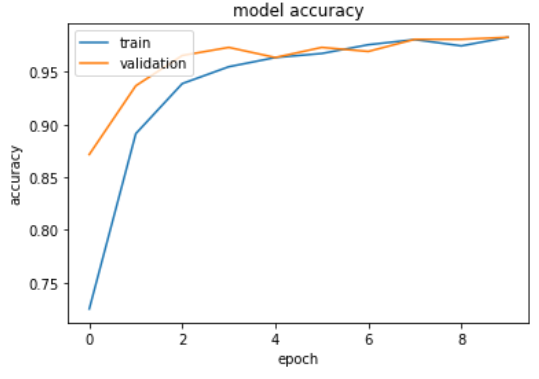 model accuracy
train
validation
0.95
0.90
0.85
0.80
0.75
accuracy
0 2 4 6 8
epoch